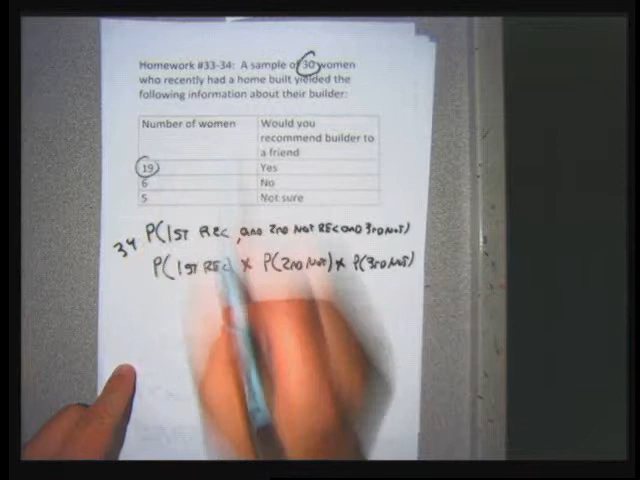 Homework #33-34: A sample of 30 women
who recently had a home built yielded the
following information about their builder:
Number of women Would you
recommend builder to
a friend
19 Yes
6 No
5 Not sure
34 P(1ST REC, AND 2ND NOT REC AND 3RD NOT)
P(1ST REC) X P(2ND NOT) X P(3RD NOT)